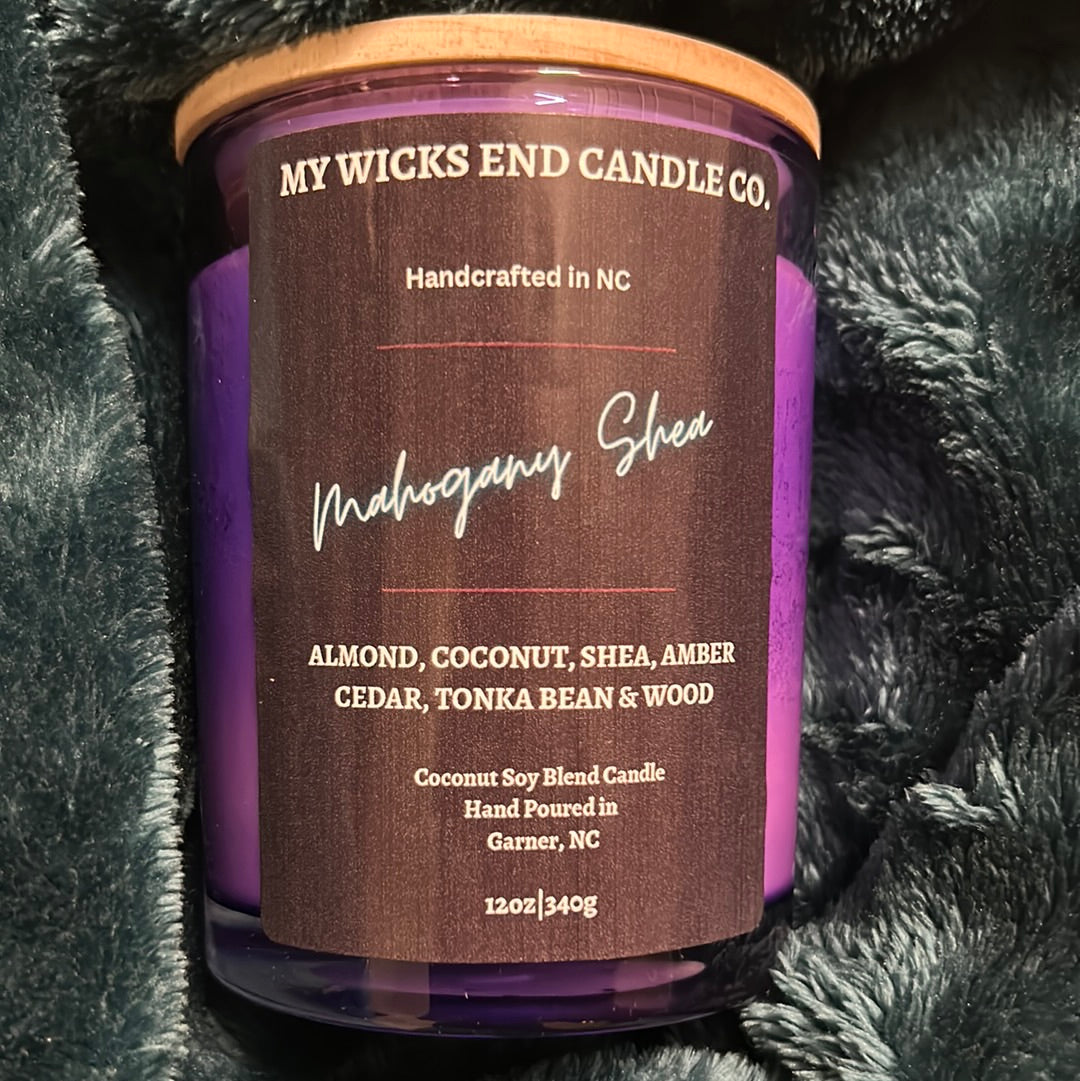 MY WICKS END CANDLE CO.
Handcrafted in NC
Mahogany Shea
ALMOND, COCONUT, SHEA, AMBER
CEDAR, TONKA BEAN & WOOD
Coconut Soy Blend Candle
Hand Poured in
Garner, NC
12oz|340g